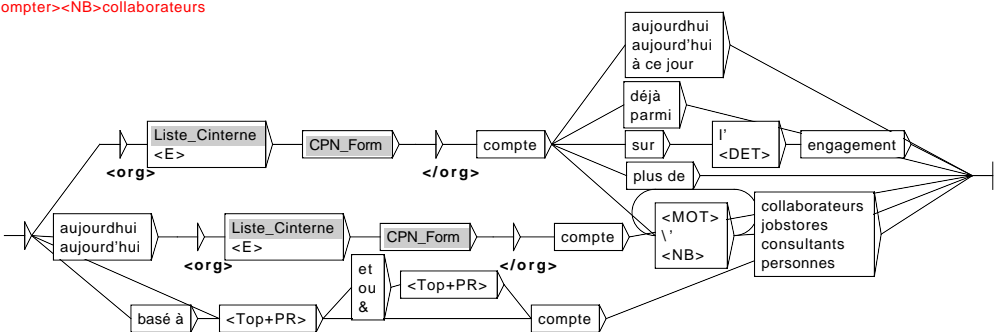 ompter><NB>collaborateurs
aujourdhui
aujourd'hui
à ce jour
déjà
parmi
Liste_Cinterne
<E>
CPN_Form
compte
sur
l'
<DET>
engagement
<org>
</org>
plus de
aujourdhui
aujourd'hui
Liste_Cinterne
<E>
CPN_Form
compte
<MOT>
\'
<NB>
collaborateurs
jobstores
consultants
personnes
<org>
</org>
et
ou
&
<Top+PR>
basé à
<Top+PR>
compte